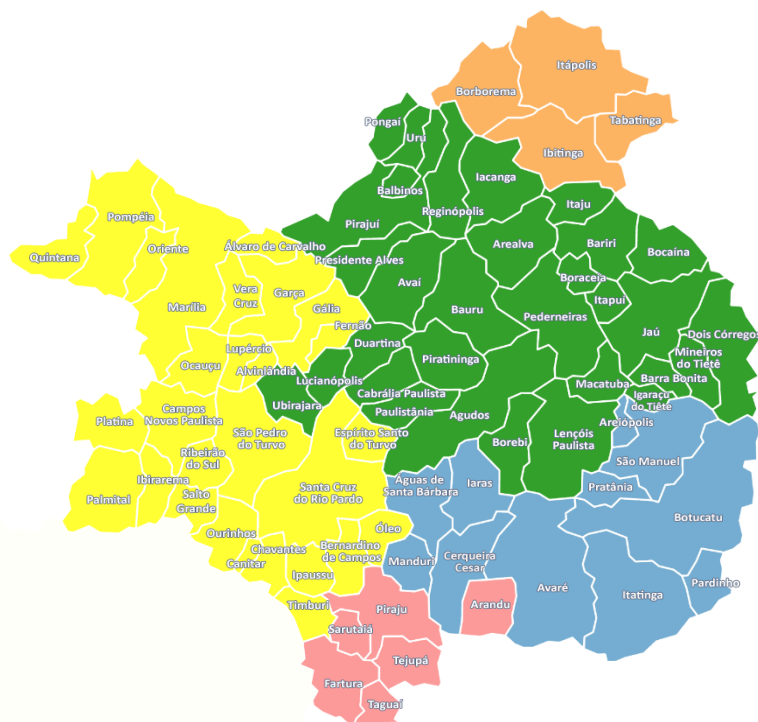 Itápolis
Borborema
Tabatinga
Pongaí
Urú
Ibitinga
Iacanga
Balbinos
Itaju
Pompéia
Reginópolis
Pirajuí
Arealva
Bariri
Álvaro de Carvalho
Oriente
Bocaína
Quintana
Presidente Alves
Boraceia
Avaí
Vera
Cruz
Garça
Itapuí
Marília
Gália
Bauru
Pederneiras
Fernão
Jaú
Dois Córregos
Duartina
Lupércio
Mineiros
do Tietê
Piratininga
Ocauçu
Alvinlândia
Lucianópolis
Macatuba
Barra Bonita
Cabrália Paulista
Igaraçu
do Tietê
Ubirajara
Campos
Novos Paulista
Paulistânia
Agudos
Platina
Areiópolis
São Pedro
do Turvo
Espírito Santo
do Turvo
Borebi
Lençóis
Paulista
Ribeirão
do Sul
São Manuel
Ibirarema
Águas de
Santa Bárbara
Iaras
Pratânia
Santa Cruz
do Rio Pardo
Palmital
Salto
Grande
Botucatu
Óleo
Ourinhos
Chavantes
Bernardino
de Campos
Canitar
Manduri
Cerqueira
Cesar
Ipaussu
Avaré
Itatinga
Pardinho
Timburi
Piraju
Arandu
Sarutaiá
Tejupá
Fartura
Taguaí